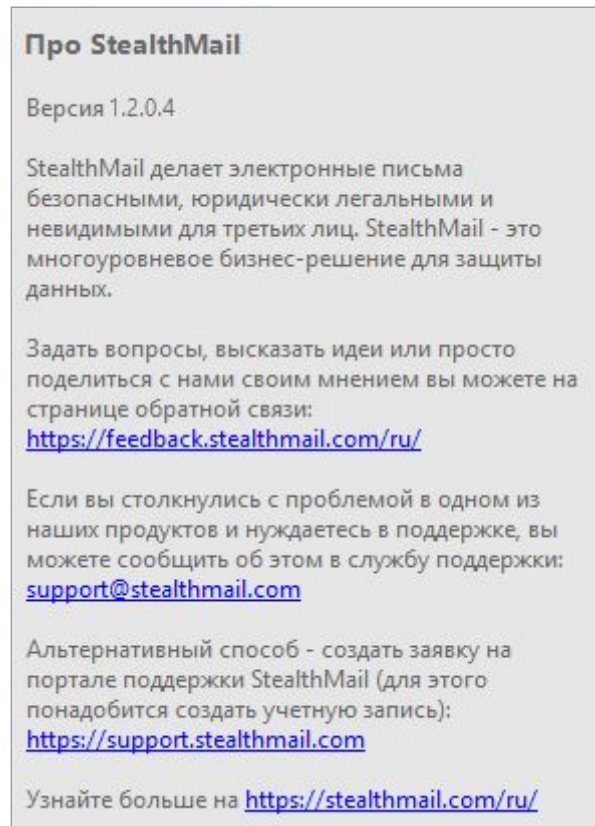 Про StealthMail
Версия 1.2.0.4
StealthMail делает электронные письма
безопасными, юридически легальными и
невидимыми для третьих лиц. StealthMail - это
многоуровневое бизнес-решение для защиты
данных.
Задать вопросы, высказать идеи или просто
поделиться с нами своим мнением вы можете на
странице обратной связи:
https://feedback.stealthmail.com/ru/
Если вы столкнулись с проблемой в одном из
наших продуктов и нуждаетесь в поддержке, вы
можете сообщить об этом в службу поддержки:
support@stealthmail.com
Альтернативный способ - создать заявку на
портале поддержки StealthMail (для этого
понадобится создать учетную запись):
https://support.stealthmail.com
Узнайте больше на https://stealthmail.com/ru/